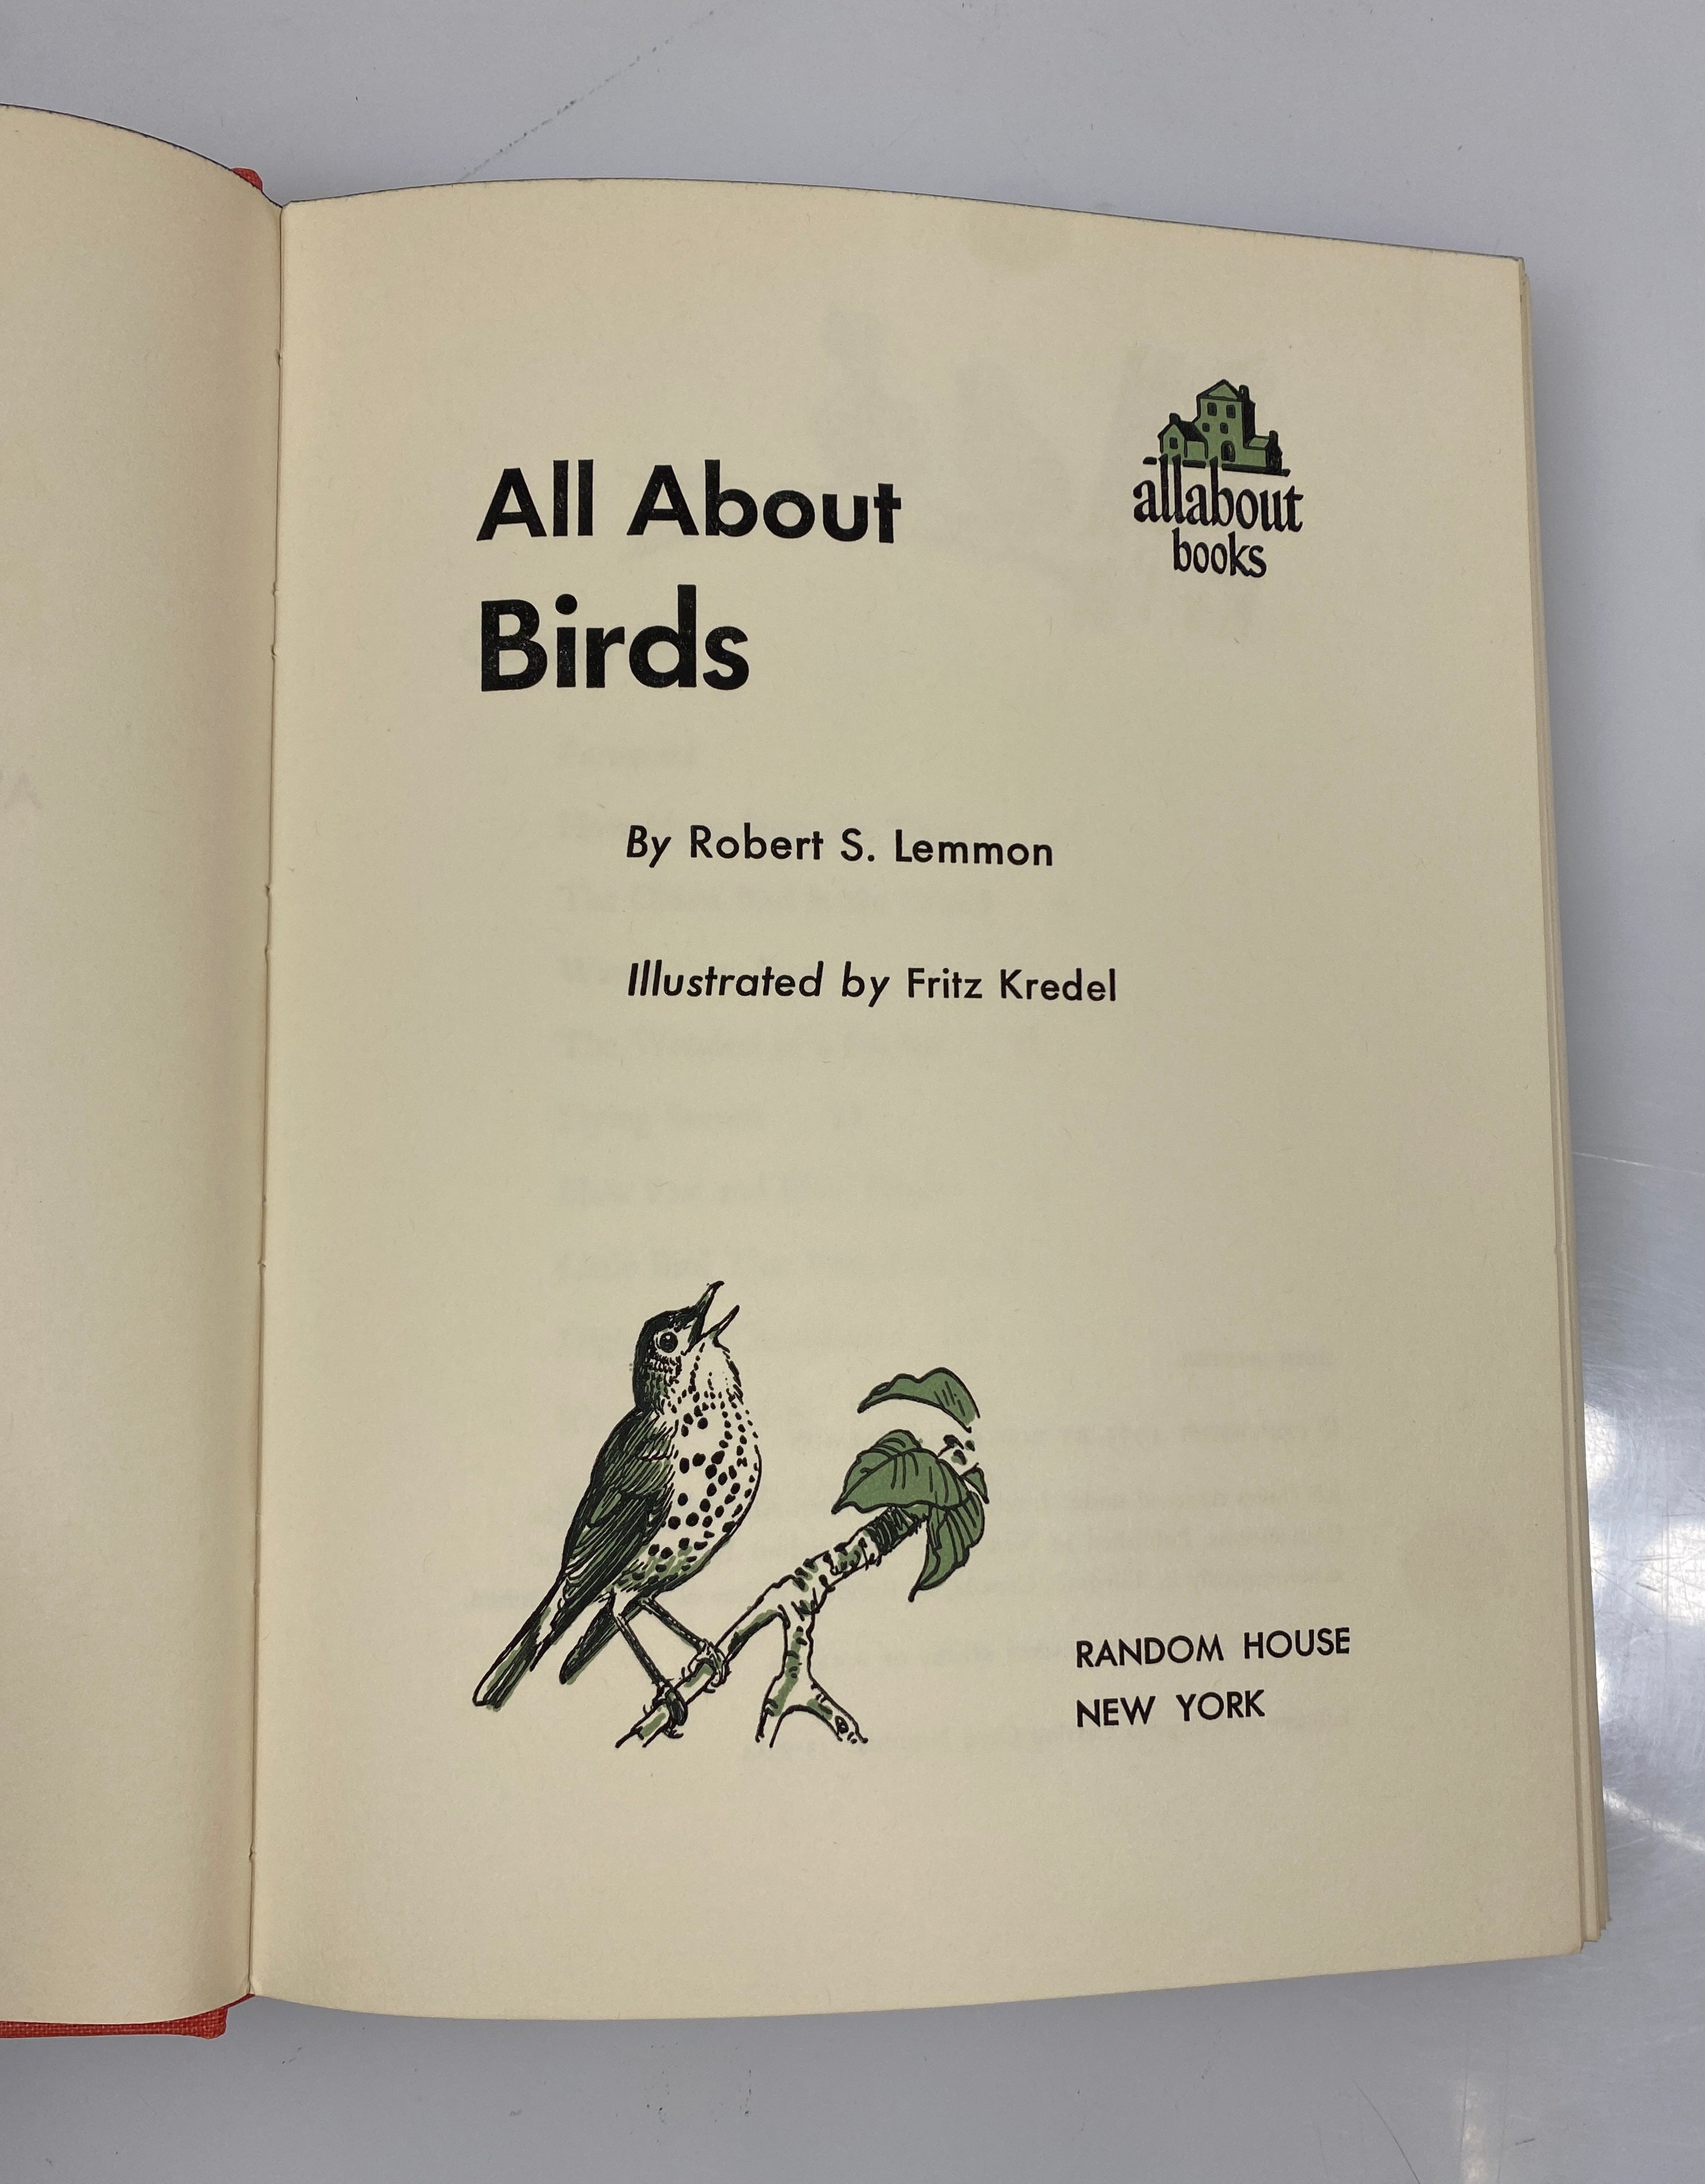 allabout
books
All About
Birds
By Robert S. Lemmon
Illustrated by Fritz Kredel
RANDOM HOUSE
NEW YORK